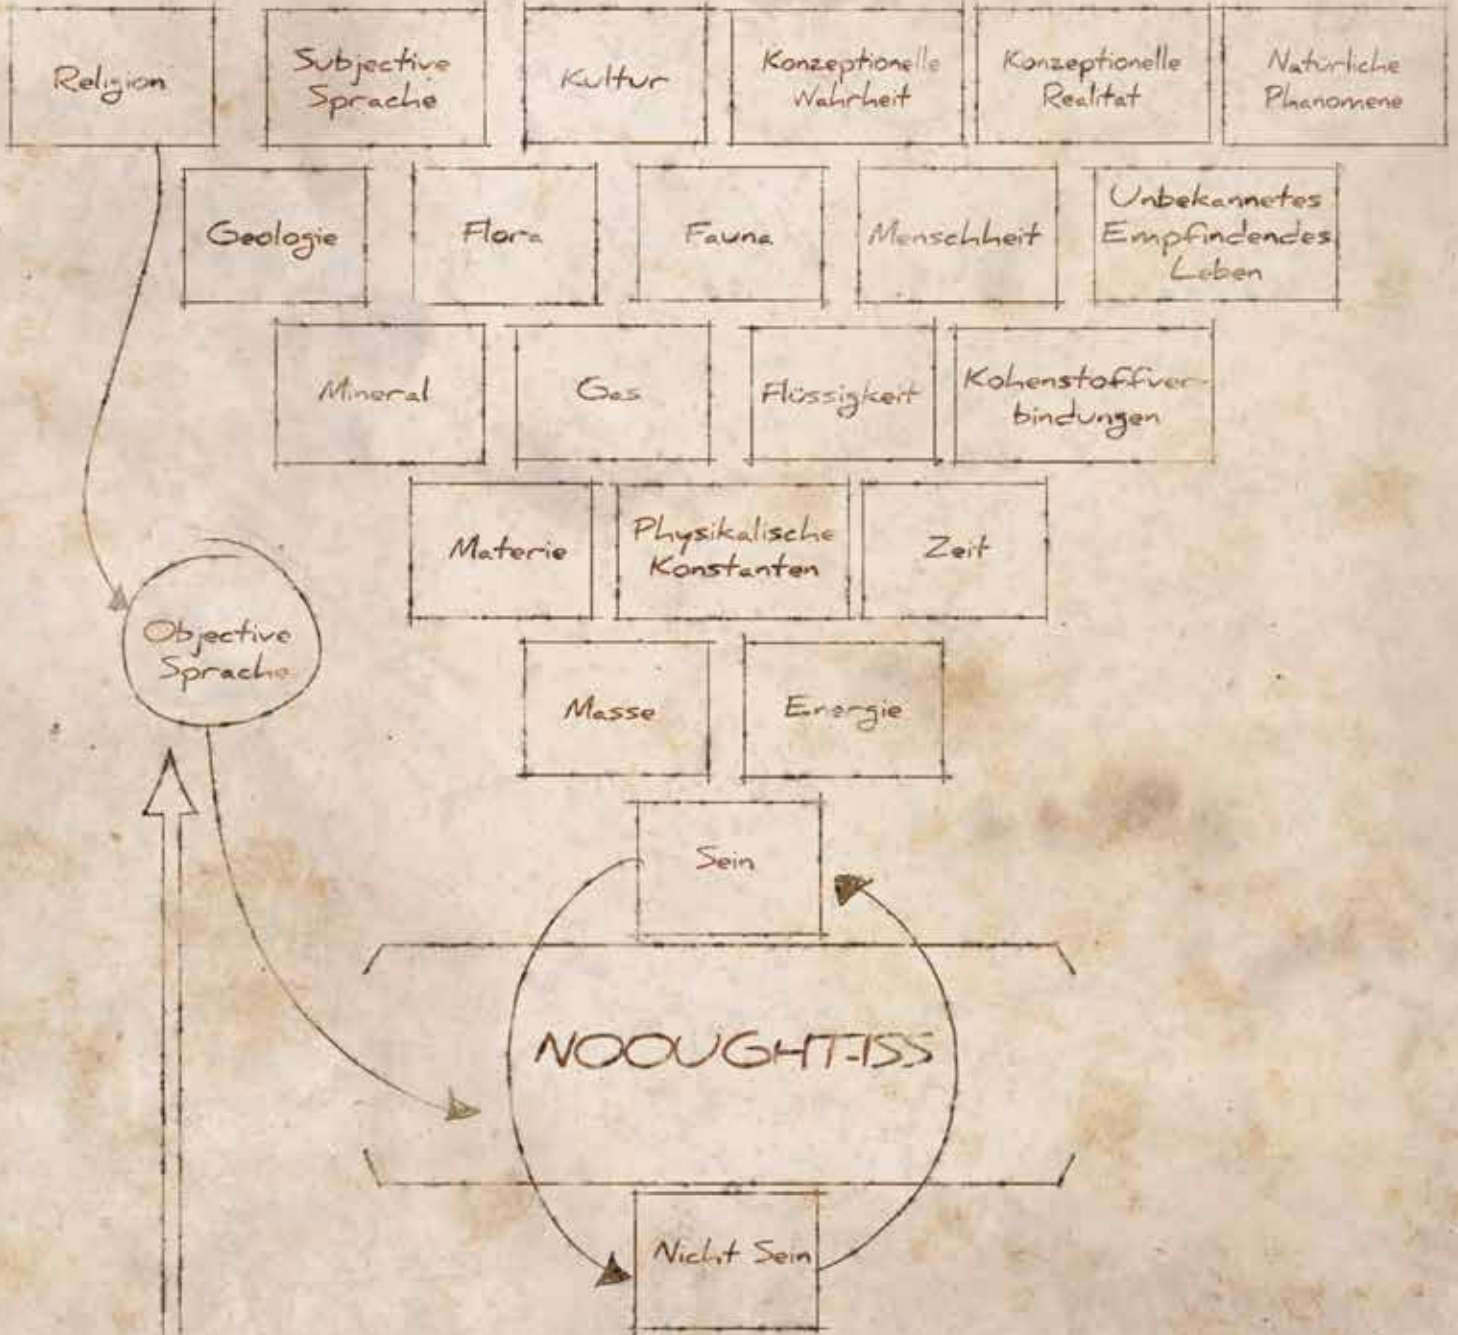 Religion
Subjective
Sprache
Kultur
Konzeptionelle
Wahrheit
Konzeptionelle
Realitat
Natürliche
Phanomene
Geologie
Flora
Fauna
Menschheit
Unbekannetes
Empfindendes
Leben
Mineral
Gas
Flüssigkeit
Kohenstoffver-
bindungen
Materie
Physikalische
Konstanten
Zeit
Objective
Sprache
Masse
Energie
Sein
NOOUGHT-ISS
Nicht Sein